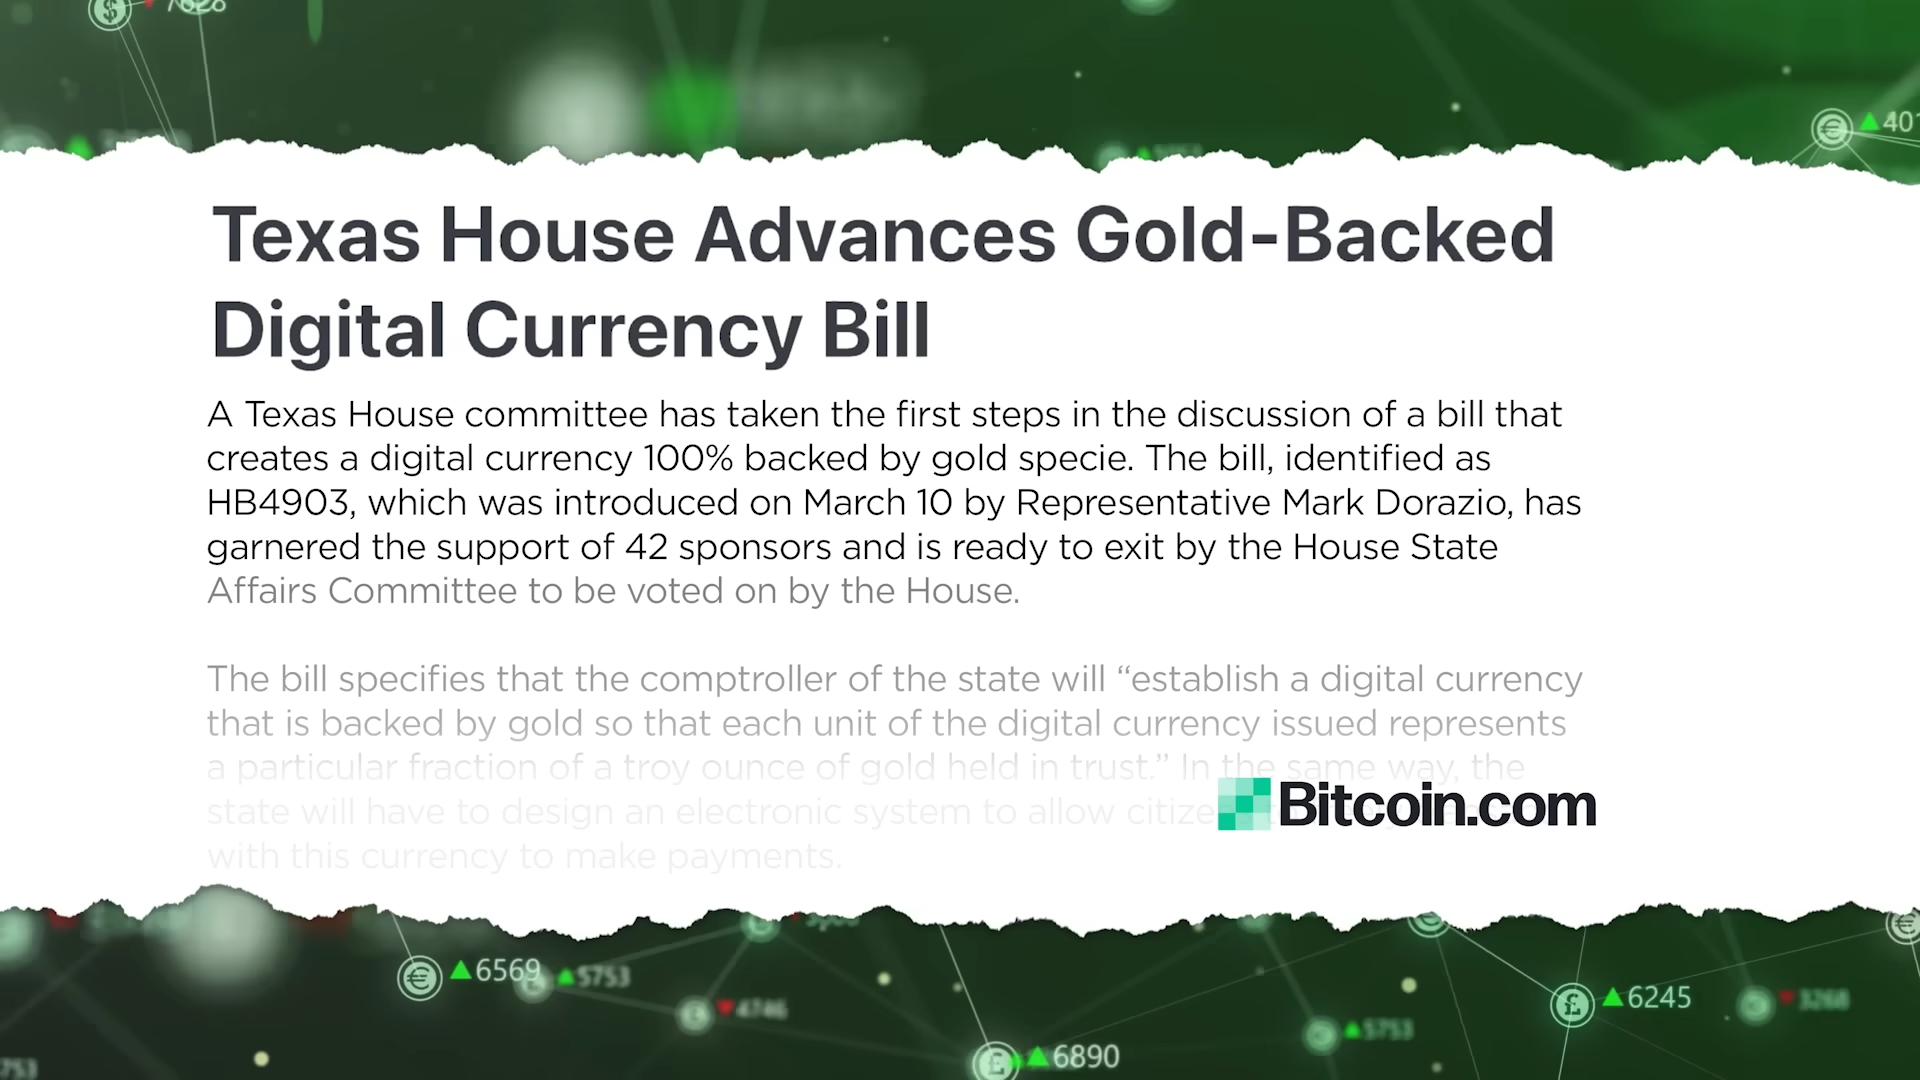 Texas House Advances Gold-Backed
Digital Currency Bill
A Texas House committee has taken the first steps in the discussion of a bill that
creates a digital currency 100% backed by gold specie. The bill, identified as
HB4903, which was introduced on March 10 by Representative Mark Dorazio, has
garnered the support of 42 sponsors and is ready to exit by the House State
Affairs Committee to be voted on by the House.
The bill specifies that the comptroller of the state will “establish a digital currency
that is backed by gold so that each unit of the digital currency issued represents
a particular fraction of a troy ounce of gold held in trust.” In the same way, the
state will have to design an electronic system to allow
with this currency to make payments.
Bitcoin.com
€ 6569
5753
4746
£ 6890
5753
£ 6245
3268